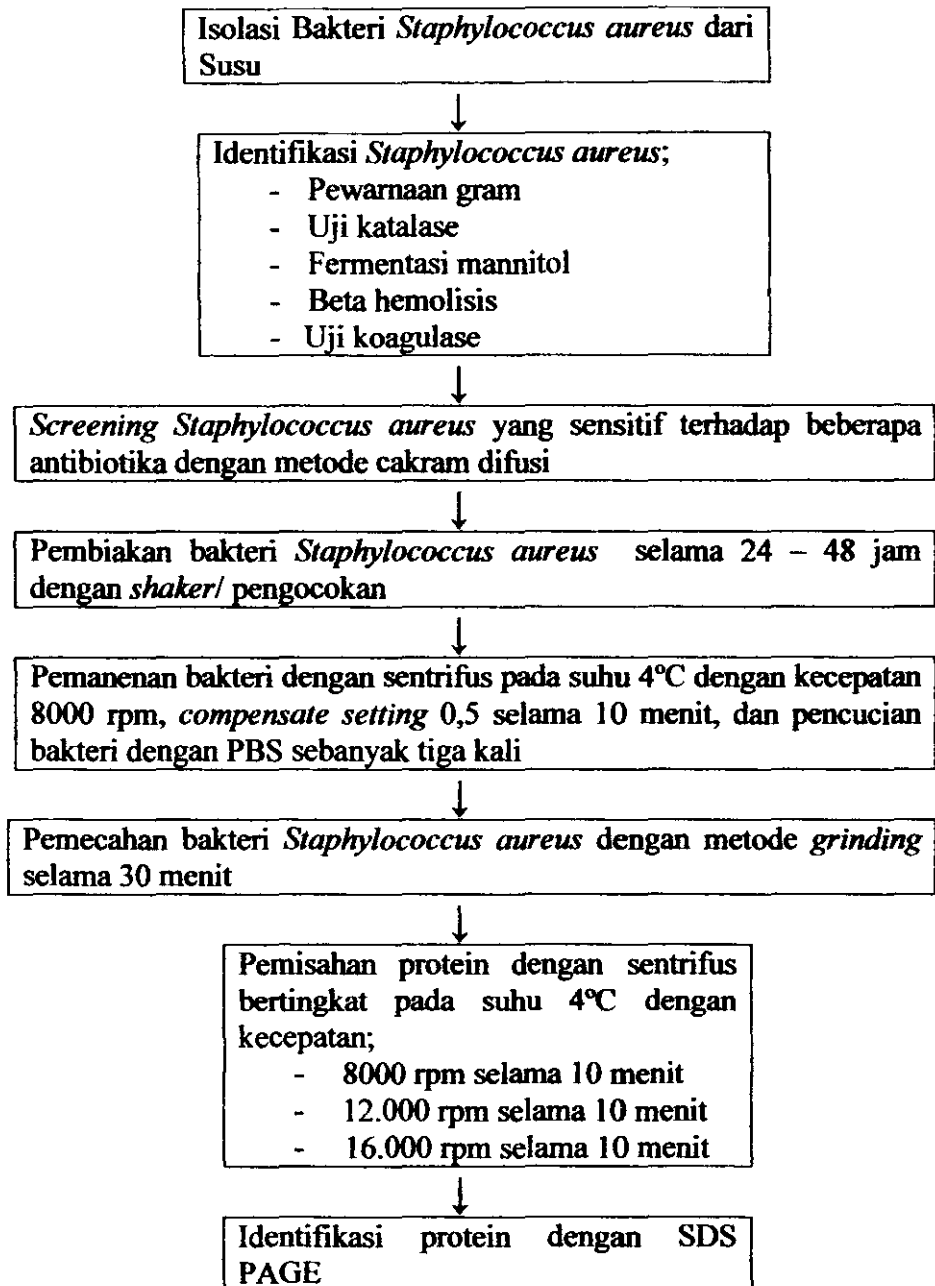 Isolasi Bakteri Staphylococcus aureus dari
Susu
Identifikasi Staphylococcus aureus;
- Pewarnaan gram
- Uji katalase
- Fermentasi mannitol
- Beta hemolisis
- Uji koagulase
Screening Staphylococcus aureus yang sensitif terhadap beberapa
antibiotika dengan metode cakram difusi
Pembiakan bakteri Staphylococcus aureus selama 24 – 48 jam
dengan shaker/ pengocokan
Pemanenan bakteri dengan sentrifus pada suhu 4°C dengan kecepatan
8000 rpm, compensate setting 0,5 selama 10 menit, dan pencucian
bakteri dengan PBS sebanyak tiga kali
Pemecahan bakteri Staphylococcus aureus dengan metode grinding
selama 30 menit
Pemisahan protein dengan sentrifus
bertingkat pada suhu 4°C dengan
kecepatan;
- 8000 rpm selama 10 menit
- 12.000 rpm selama 10 menit
- 16.000 rpm selama 10 menit
Identifikasi protein dengan SDS
PAGE